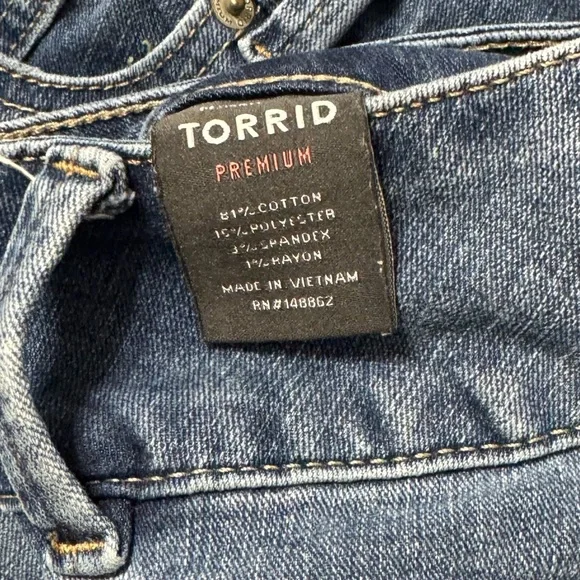 TORRID
PREMIUM
81% COTTON
15% POLYESTER
3% SPANDEX
1% RAYON
MADE IN VIETNAM
RN#148862